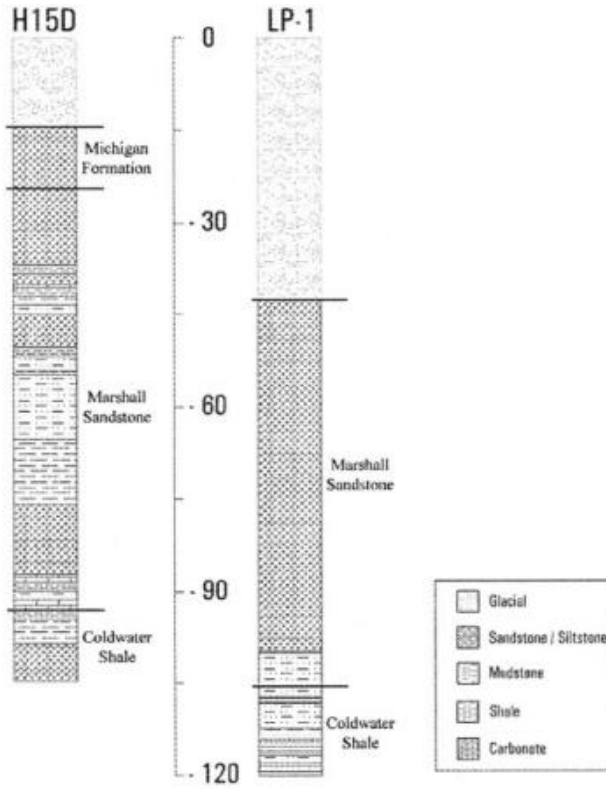 H15D
LP-1
0
Michigan
Formation
- 30
- 60
Marshall
Sandstone
Marshall
Sandstone
- 90
Coldwater
Shale
Coldwater
Shale
- 120
Glacial
Sandstone / Siltstone
Mudstone
Shale
Carbonate